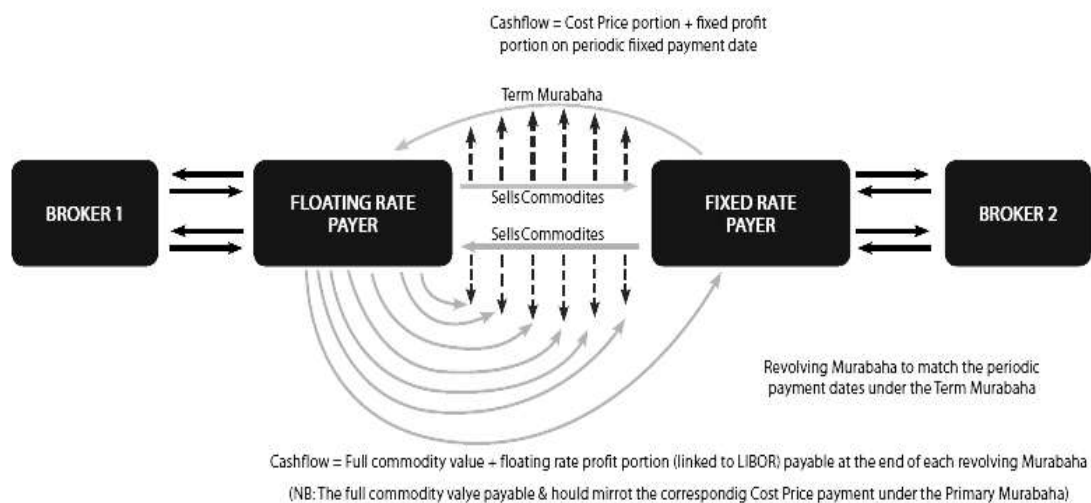 Cashflow = Cost Price portion + fixed profit
portion on periodic fiixed payment date
Term Murabaha
BROKER 1
FLOATING RATE
PAYER
SellsCommodites
SellsCommodites
FIXED RATE
PAYER
BROKER 2
Revolving Murabaha to match the periodic
payment dates under the Term Murabaha
Cashflow = Full commodity value + floating rate profit portion (linked to LIBOR) payable at the end of each revolving Murabaha
(NB: The full commodity valye payable & hould mirrot the correspondig Cost Price payment under the Primary Murabaha)